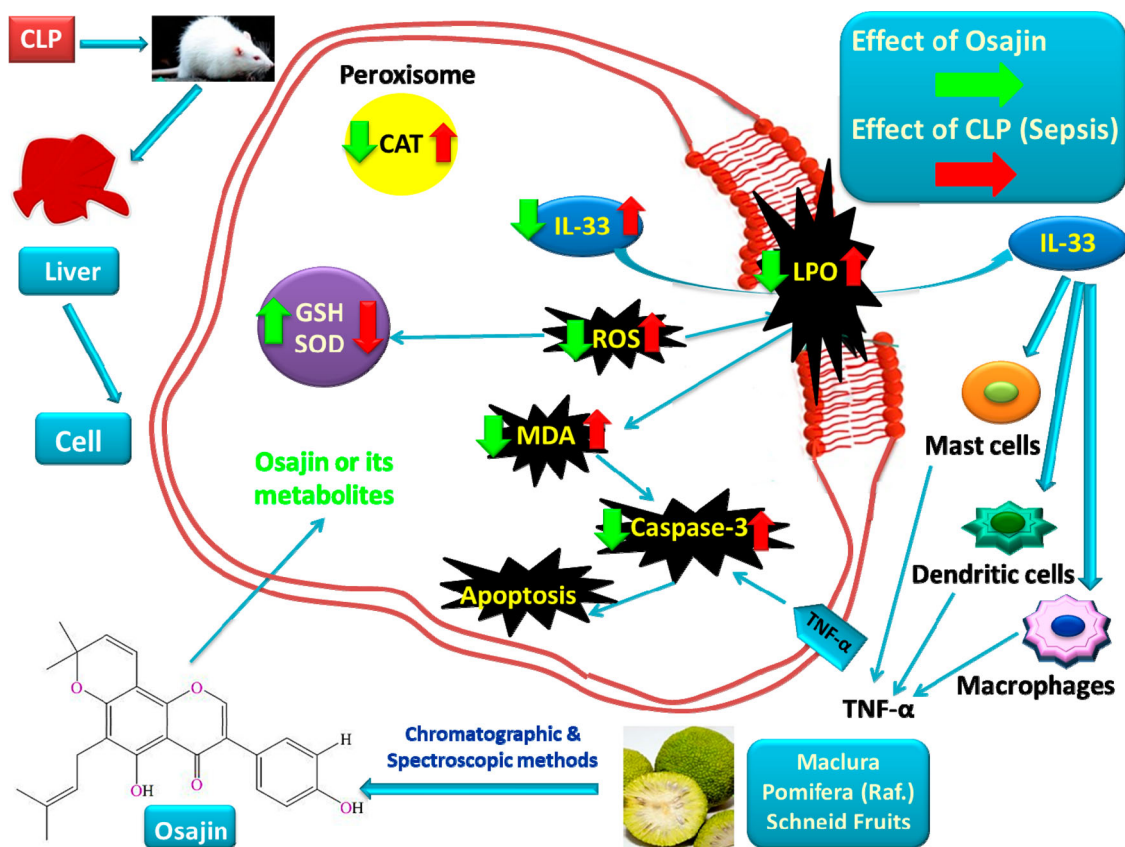 CLP
Effect of Osajin
Effect of CLP (Sepsis)
Peroxisome
CAT
IL-33
IL-33
LPO
Liver
GSH
SOD
ROS
Mast cells
Cell
MDA
Osajin or its
metabolites
Caspase-3
Dendritic cells
Apoptosis
TNF-α
Macrophages
TNF-α
O
O
H
Chromatographic &
Spectroscopic methods
OH
O
OH
Osajin
Maclura
Pomifera (Raf.)
Schneid Fruits